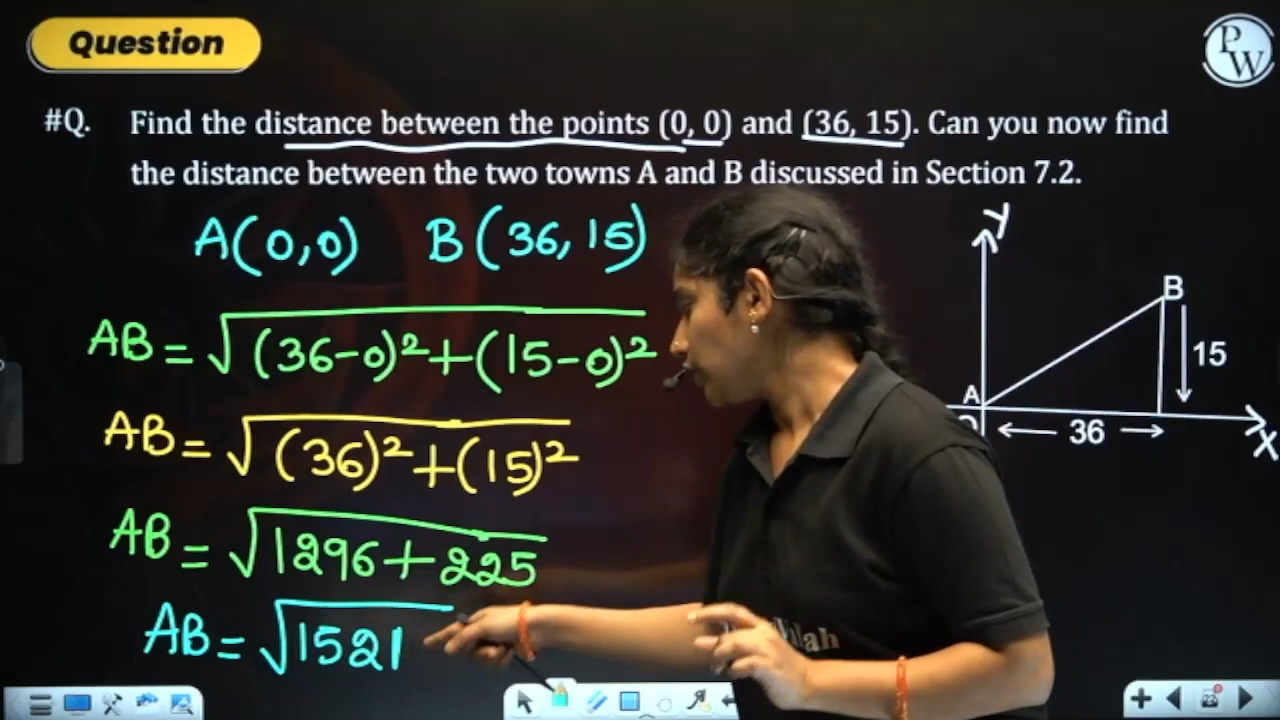 Question
PW
#Q. Find the distance between the points (0, 0) and (36, 15). Can you now find
the distance between the two towns A and B discussed in Section 7.2.
A(0,0) B(36,15)
AB = √(36-0)²+(15-0)²
AB = √(36)²+(15)²
AB = √1296+225
AB = √1521
Y
B
15
A
36
X